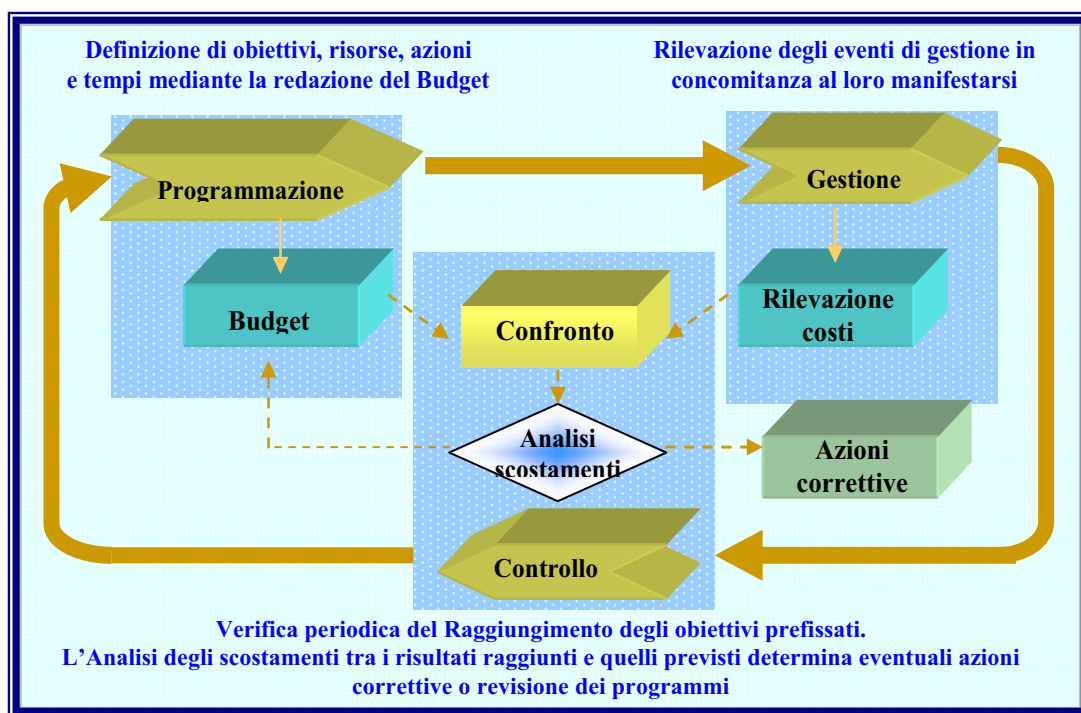 Definizione di obiettivi, risorse, azioni
e tempi mediante la redazione del Budget
Rilevazione degli eventi di gestione in
concomitanza al loro manifestarsi
Programmazione
Gestione
Budget
Confronto
Rilevazione
costi
Analisi
scostamenti
Azioni
correttive
Controllo
Verifica periodica del Raggiungimento degli obiettivi prefissati.
L'Analisi degli scostamenti tra i risultati raggiunti e quelli previsti determina eventuali azioni
correttive o revisione dei programmi